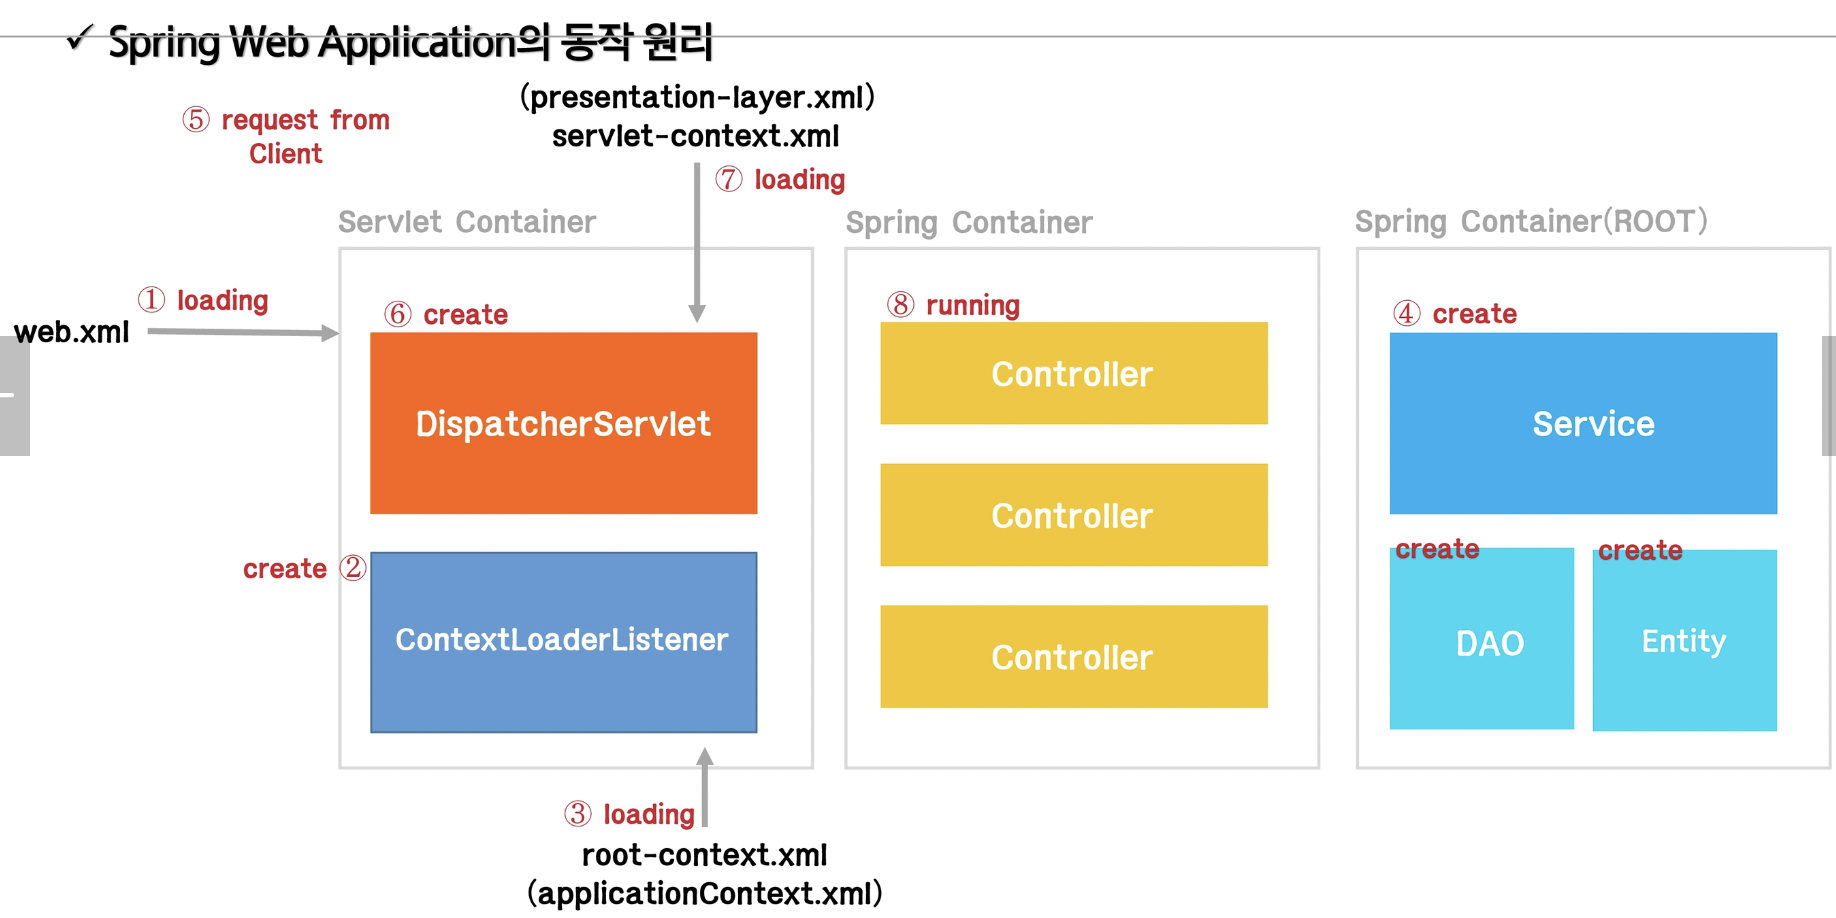 ✓ Spring Web Application의 동작 원리
(presentation-layer.xml)
servlet-context.xml
⑤ request from
Client
⑦ loading
Servlet Container
Spring Container
Spring Container(ROOT)
① loading
web.xml
⑥ create
DispatcherServlet
create ②
ContextLoaderListener
③ loading
root-context.xml
(applicationContext.xml)
⑧ running
Controller
Controller
Controller
④ create
Service
create
DAO
create
Entity